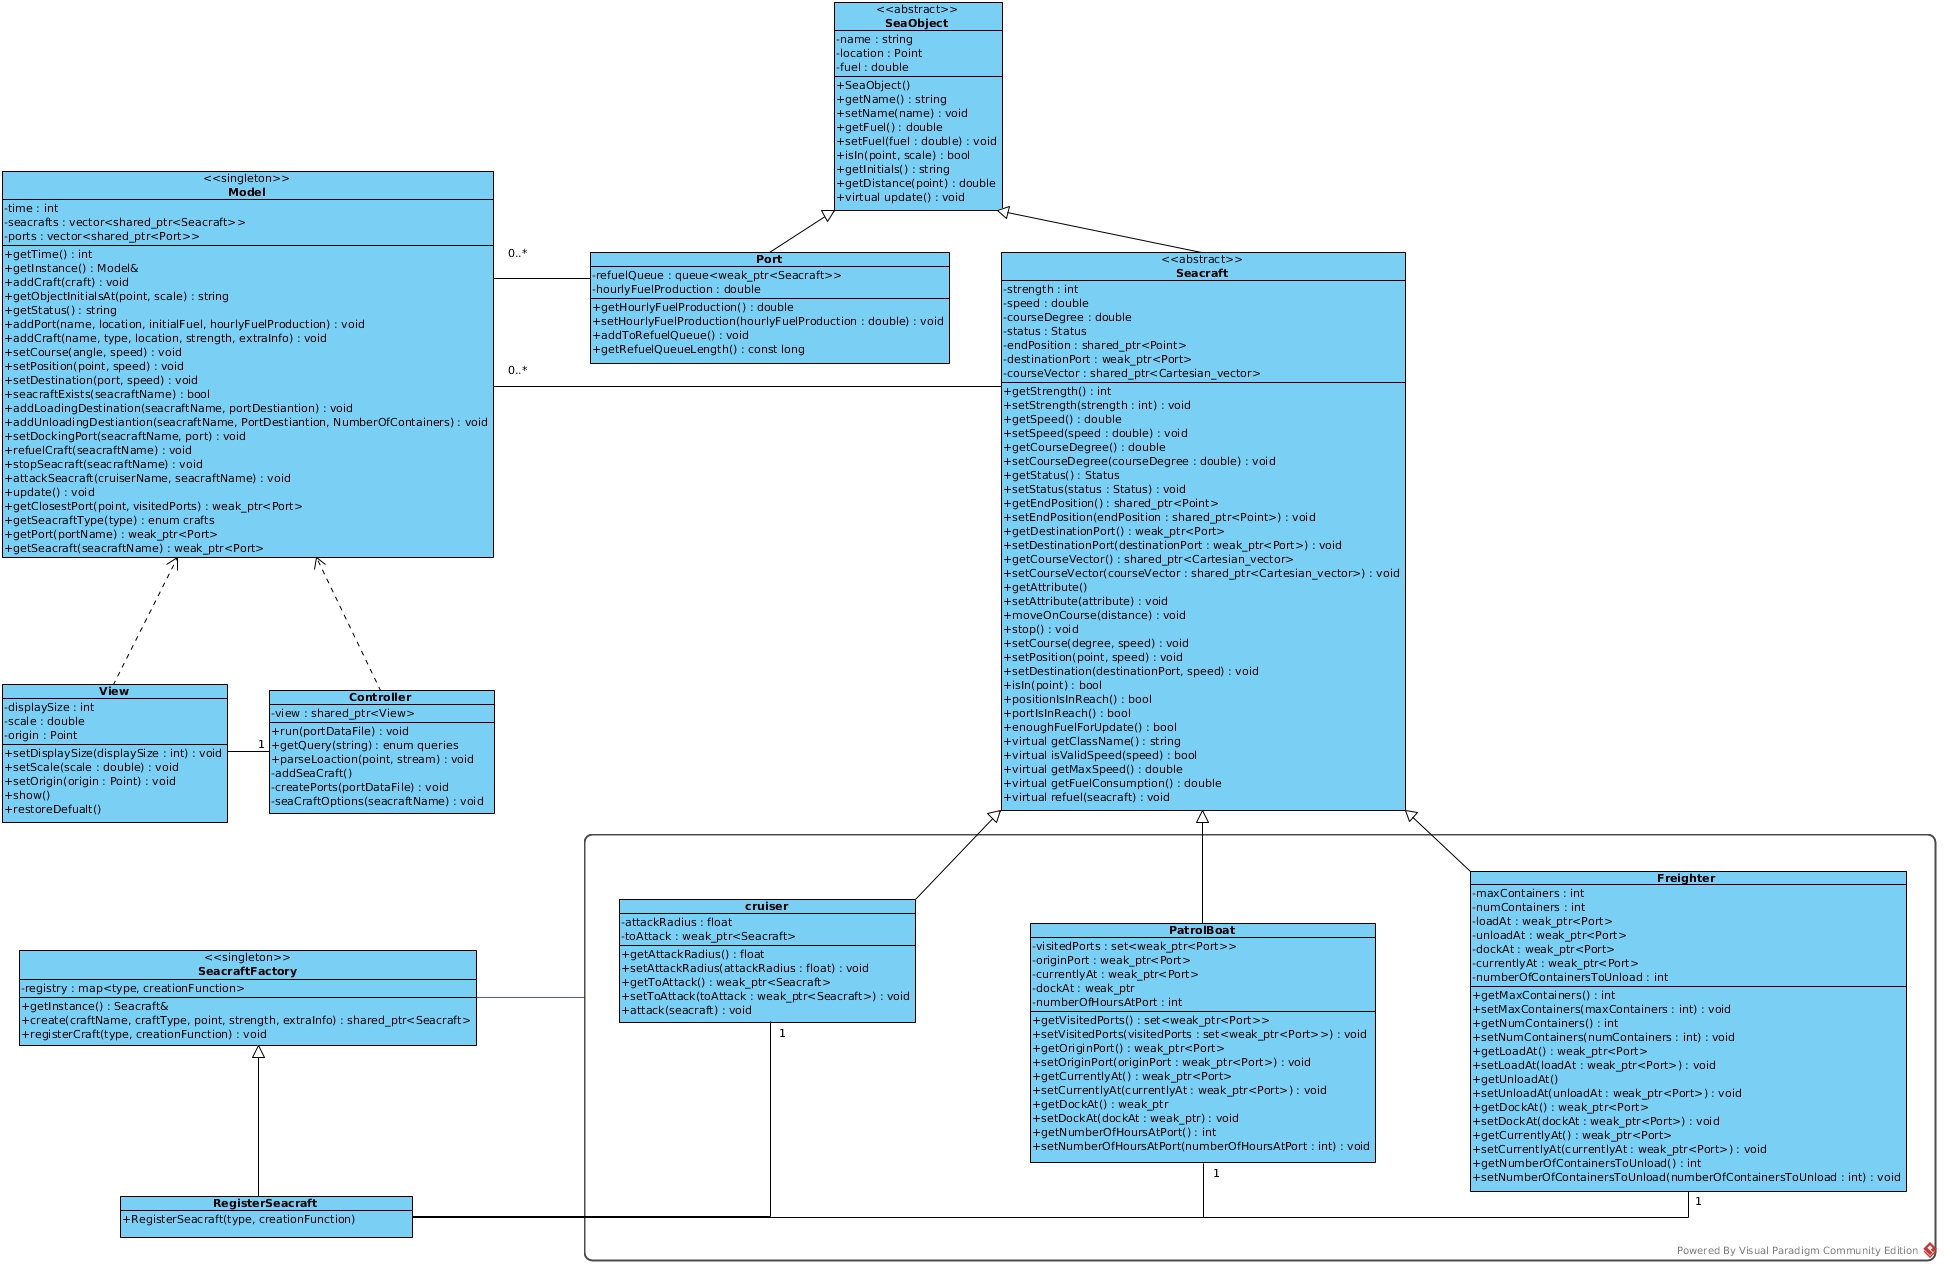 <<abstract>>
SeaObject
-name : string
-location : Point
-fuel : double
+SeaObject()
+getName() : string
+setName(name) : void
+getFuel() : double
+setFuel(fuel : double) : void
+isIn(point, scale) : bool
+getInitials() : string
+getDistance(point) : double
+virtual update() : void
<<singleton>>
Model
-time : int
-seacrafts : vector<shared_ptr<Seacraft>>
-ports : vector<shared_ptr<Port>>
+getTime() : int
+getInstance() : Model&
+addCraft(craft) : void
+getObjectInitialsAt(point, scale) : string
+getStatus() : string
+addPort(name, location, initialFuel, hourlyFuelProduction) : void
+addCraft(name, type, location, strength, extraInfo) : void
+setCourse(angle, speed) : void
+setPosition(point, speed) : void
+setDestination(port, speed) : void
+seacraftExists(seacraftName) : bool
+addLoadingDestination(seacraftName, portDestiantion) : void
+addUnloadingDestiantion(seacraftName, PortDestiantion, NumberOfContainers) : void
+setDockingPort(seacraftName, port) : void
+refuelCraft(seacraftName) : void
+stopSeacraft(seacraftName) : void
+attackSeacraft(cruiserName, seacraftName) : void
+update() : void
+getClosestPort(point, visitedPorts) : weak_ptr<Port>
+getSeacraftType(type) : enum crafts
+getPort(portName) : weak_ptr<Port>
+getSeacraft(seacraftName) : weak_ptr<Port>
0..*
0..*
Port
-refuelQueue : queue<weak_ptr<Seacraft>>
-hourlyFuelProduction : double
+getHourlyFuelProduction() : double
+setHourlyFuelProduction(hourlyFuelProduction : double) : void
+addToRefuelQueue() : void
+getRefuelQueueLength() : const long
<<abstract>>
Seacraft
-strength : int
-speed : double
-courseDegree : double
-status : Status
-endPosition : shared_ptr<Point>
-destinationPort : weak_ptr<Port>
-courseVector : shared_ptr<Cartesian_vector>
+getStrength() : int
+setStrength(strength : int) : void
+getSpeed() : double
+setSpeed(speed : double) : void
+getCourseDegree() : double
+setCourseDegree(courseDegree : double) : void
+getStatus() : Status
+setStatus(status : Status) : void
+getEndPosition() : shared_ptr<Point>
+setEndPosition(endPosition : shared_ptr<Point>) : void
+getDestinationPort() : weak_ptr<Port>
+setDestinationPort(destinationPort : weak_ptr<Port>) : void
+getCourseVector() : shared_ptr<Cartesian_vector>
+setCourseVector(courseVector : shared_ptr<Cartesian_vector>) : void
+getAttribute()
+setAttribute(attribute) : void
+moveOnCourse(distance) : void
+stop() : void
+setCourse(degree, speed) : void
+setPosition(point, speed) : void
+setDestination(destinationPort, speed) : void
+isIn(point) : bool
+positionIsInReach() : bool
+portIsInReach() : bool
+enoughFuelForUpdate() : bool
+virtual getClassName() : string
+virtual isValidSpeed(speed) : bool
+virtual getMaxSpeed() : double
+virtual getFuelConsumption() : double
+virtual refuel(seacraft) : void
View
-displaySize : int
-scale : double
-origin : Point
+setDisplaySize(displaySize : int) : void
+setScale(scale : double) : void
+setOrigin(origin : Point) : void
+show()
+restoreDefualt()
1
Controller
-view : shared_ptr<View>
+run(portDataFile) : void
+getQuery(string) : enum queries
+parseLoaction(point, stream) : void
-addSeaCraft()
-createPorts(portDataFile) : void
-seaCraftOptions(seacraftName) : void
<<singleton>>
SeacraftFactory
-registry : map<type, creationFunction>
+getInstance() : Seacraft&
+create(craftName, craftType, point, strength, extraInfo) : shared_ptr<Seacraft>
+registerCraft(type, creationFunction) : void
RegisterSeacraft
+RegisterSeacraft(type, creationFunction)
cruiser
-attackRadius : float
-toAttack : weak_ptr<Seacraft>
+getAttackRadius() : float
+setAttackRadius(attackRadius : float) : void
+getToAttack() : weak_ptr<Seacraft>
+setToAttack(toAttack : weak_ptr<Seacraft>) : void
+attack(seacraft) : void
1
PatrolBoat
-visitedPorts : set<weak_ptr<Port>>
-originPort : weak_ptr<Port>
-currentlyAt : weak_ptr<Port>
-dockAt : weak_ptr
-numberOfHoursAtPort : int
+getVisitedPorts() : set<weak_ptr<Port>>
+setVisitedPorts(visitedPorts : set<weak_ptr<Port>>) : void
+getOriginPort() : weak_ptr<Port>
+setOriginPort(originPort : weak_ptr<Port>) : void
+getCurrentlyAt() : weak_ptr<Port>
+setCurrentlyAt(currentlyAt : weak_ptr<Port>) : void
+getDockAt() : weak_ptr
+setDockAt(dockAt : weak_ptr) : void
+getNumberOfHoursAtPort() : int
+setNumberOfHoursAtPort(numberOfHoursAtPort : int) : void
1
Freighter
-maxContainers : int
-numContainers : int
-loadAt : weak_ptr<Port>
-unloadAt : weak_ptr<Port>
-dockAt : weak_ptr<Port>
-currentlyAt : weak_ptr<Port>
-numberOfContainersToUnload : int
+getMaxContainers() : int
+setMaxContainers(maxContainers : int) : void
+getNumContainers() : int
+setNumContainers(numContainers : int) : void
+getLoadAt() : weak_ptr<Port>
+setLoadAt(loadAt : weak_ptr<Port>) : void
+getUnloadAt()
+setUnloadAt(unloadAt : weak_ptr<Port>) : void
+getDockAt() : weak_ptr<Port>
+setDockAt(dockAt : weak_ptr<Port>) : void
+getCurrentlyAt() : weak_ptr<Port>
+setCurrentlyAt(currentlyAt : weak_ptr<Port>) : void
+getNumberOfContainersToUnload() : int
+setNumberOfContainersToUnload(numberOfContainersToUnload : int) : void
1
Powered By Visual Paradigm Community Edition